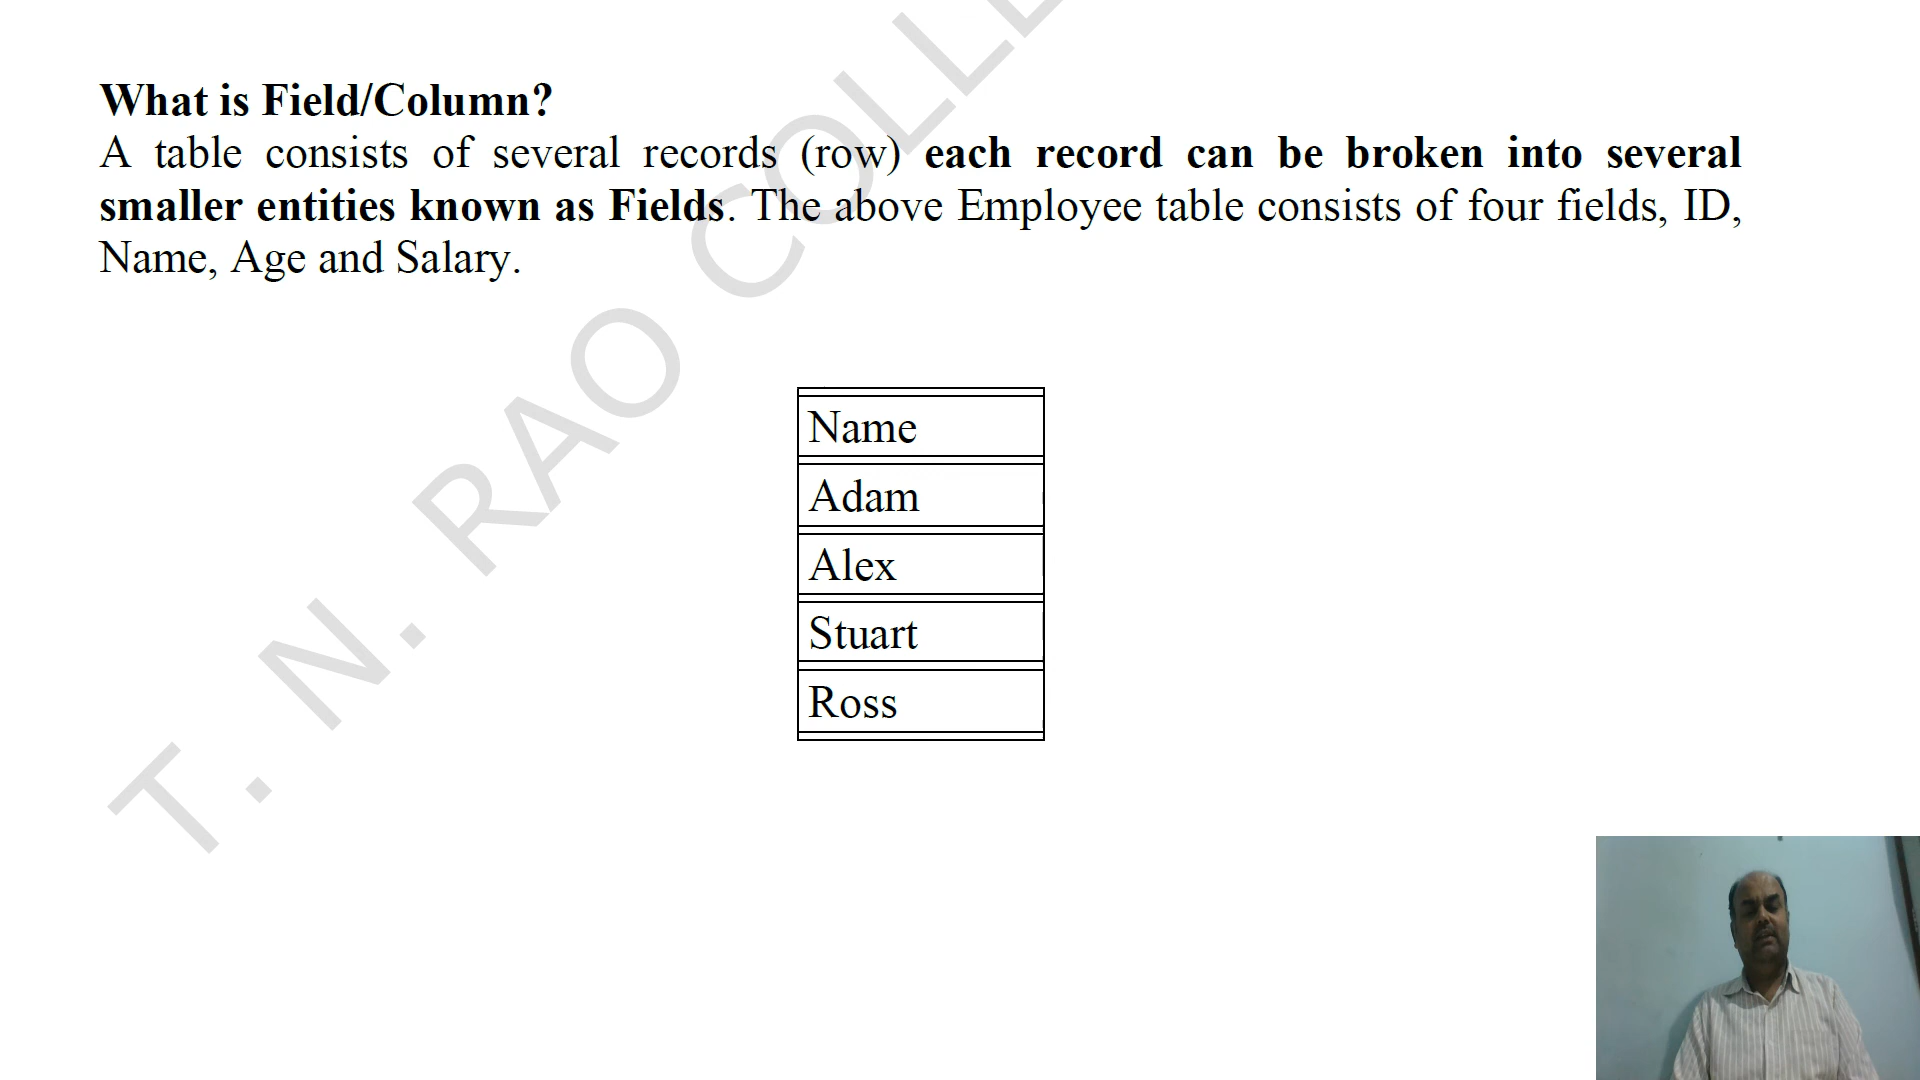 What is Field/Column?
A table consists of several records (row) each record can be broken into several
smaller entities known as Fields. The above Employee table consists of four fields, ID,
Name, Age and Salary.
Name
Adam
Alex
Stuart
Ross
T. N. RAO COLLE